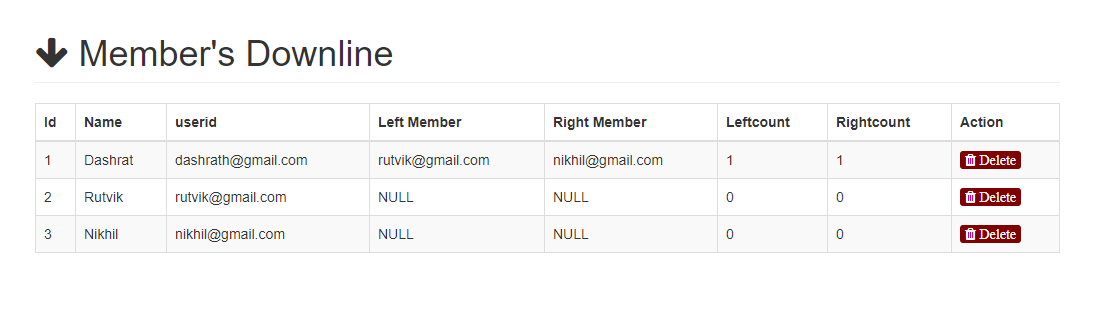 Member's Downline
Id Name userid Left Member Right Member Leftcount Rightcount Action
1 Dashrat dashrath@gmail.com rutvik@gmail.com nikhil@gmail.com 1 1 Delete
2 Rutvik rutvik@gmail.com NULL NULL 0 0 Delete
3 Nikhil nikhil@gmail.com NULL NULL 0 0 Delete